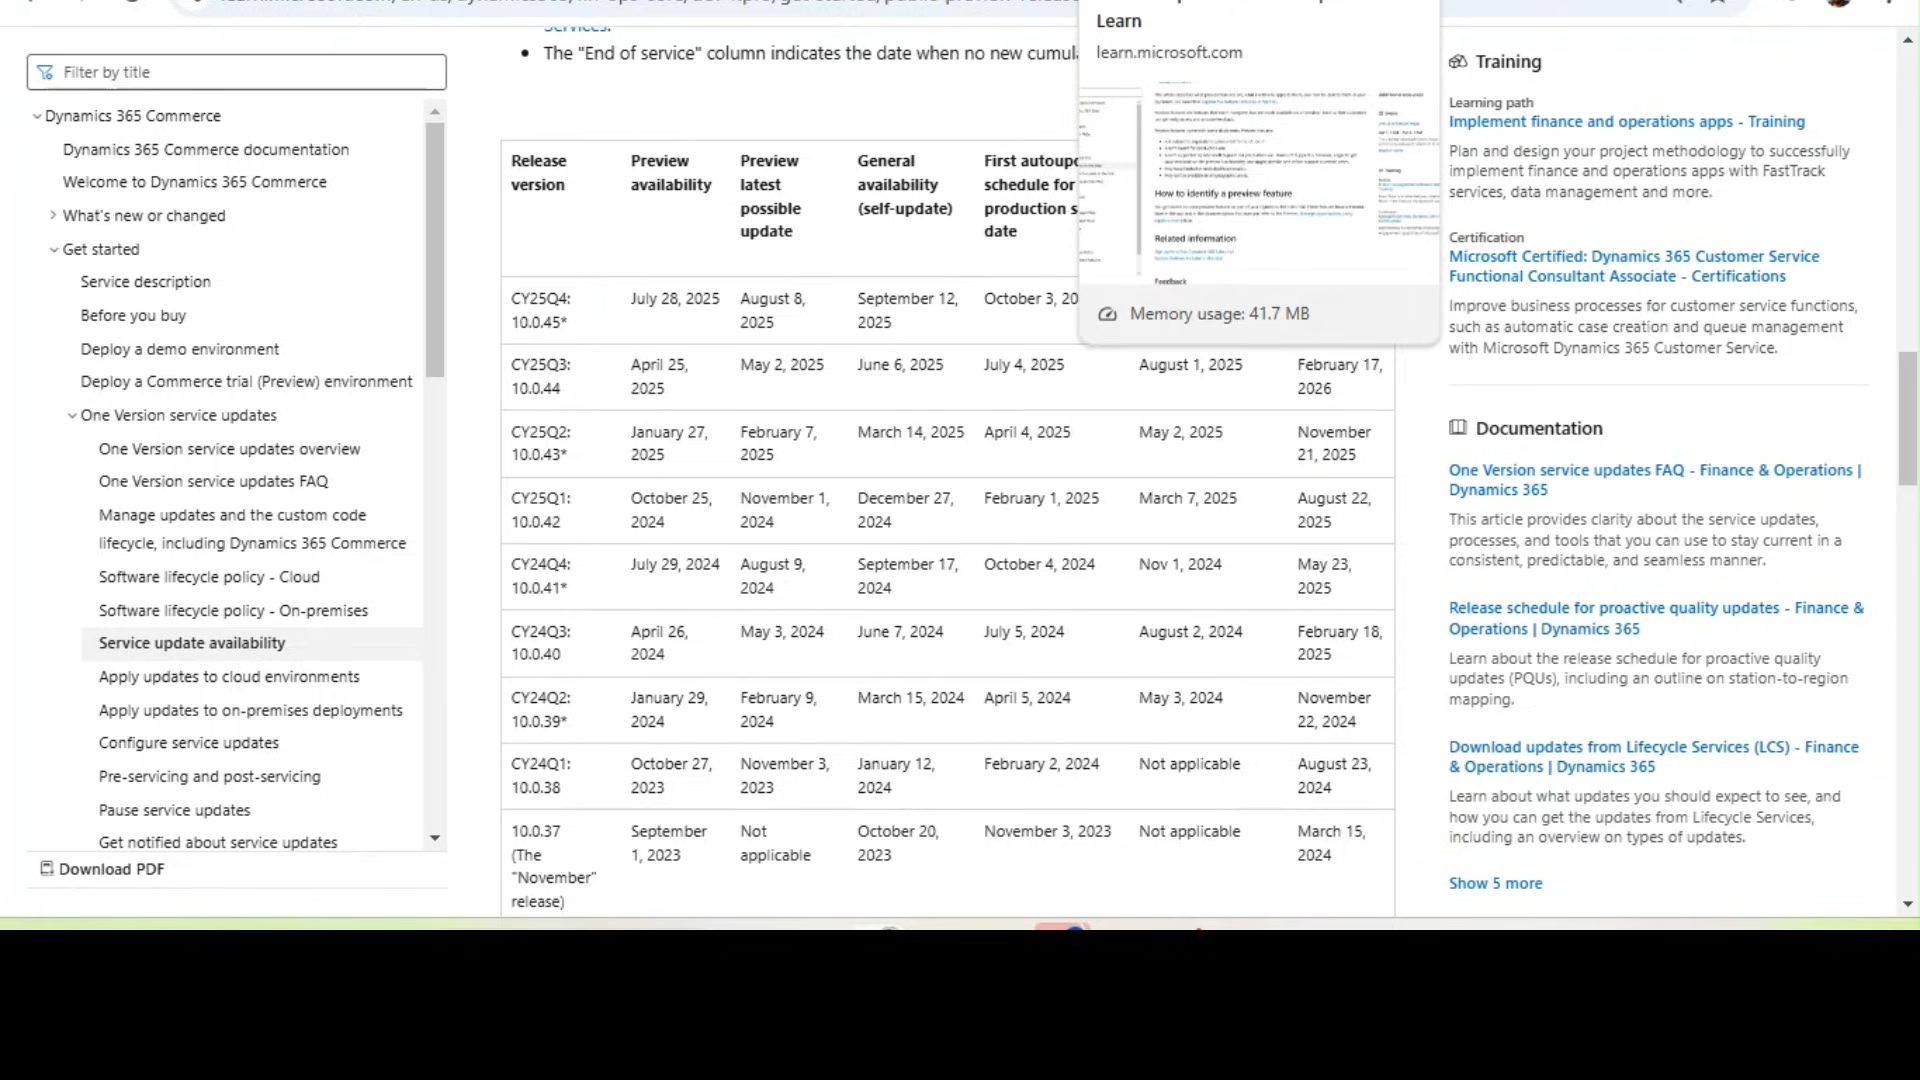 Learn
learn.microsoft.com
Services.
The "End of service" column indicates the date when no new
Filter by title
Dynamics 365 Commerce
Dynamics 365 Commerce documentation
Welcome to Dynamics 365 Commerce
What's new or changed
Get started
Service description
Before you buy
Deploy a demo environment
Deploy a Commerce trial (Preview) environment
One Version service updates
One Version service updates overview
One Version service updates FAQ
Manage updates and the custom code
lifecycle, including Dynamics 365 Commerce
Software lifecycle policy - Cloud
Software lifecycle policy - On-premises
Service update availability
Apply updates to cloud environments
Apply updates to on-premises deployments
Configure service updates
Pre-servicing and post-servicing
Pause service updates
Get notified about service updates
Download PDF
Release Preview Preview General First
version availability latest availability schedule for
possible (self-update) production
update date
How to identify a preview feature
Related information
Feedback
Memory usage: 41.7 MB
CY25Q4: July 28, 2025 August 8, September 12, October 3,
10.0.45* 2025 2025
CY25Q3: April 25, May 2, 2025 June 6, 2025 July 4, 2025 August 1, 2025 February 17,
10.0.44 2025 2026
CY25Q2: January 27, February 7, March 14, 2025 April 4, 2025 May 2, 2025 November
10.0.43* 2025 2025 21, 2025
CY25Q1: October 25, November 1, December 27, February 1, 2025 March 7, 2025 August 22,
10.0.42 2024 2024 2024 2025
CY24Q4: July 29, 2024 August 9, September 17, October 4, 2024 Nov 1, 2024 May 23,
10.0.41* 2024 2024 2025
CY24Q3: April 26, May 3, 2024 June 7, 2024 July 5, 2024 August 2, 2024 February 18,
10.0.40 2024 2025
CY24Q2: January 29, February 9, March 15, 2024 April 5, 2024 May 3, 2024 November
10.0.39* 2024 2024 22, 2024
CY24Q1: October 27, November 3, January 12, February 2, 2024 Not applicable August 23,
10.0.38 2023 2023 2024 2024
10.0.37 September Not October 20, November 3, 2023 Not applicable March 15,
(The 1, 2023 applicable 2023 2024
"November"
release)
Training
Learning path
Implement finance and operations apps - Training
Plan and design your project methodology to successfully
implement finance and operations apps with FastTrack
services, data management and more.
Certification
Microsoft Certified: Dynamics 365 Customer Service
Functional Consultant Associate - Certifications
Improve business processes for customer service functions,
such as automatic case creation and queue management
with Microsoft Dynamics 365 Customer Service.
Documentation
One Version service updates FAQ - Finance & Operations |
Dynamics 365
This article provides clarity about the service updates,
processes, and tools that you can use to stay current in a
consistent, predictable, and seamless manner.
Release schedule for proactive quality updates - Finance &
Operations | Dynamics 365
Learn about the release schedule for proactive quality
updates (PQUs), including an outline on station-to-region
mapping.
Download updates from Lifecycle Services (LCS) - Finance
& Operations | Dynamics 365
Learn about what updates you should expect to see, and
how you can get the updates from Lifecycle Services,
including an overview on types of updates.
Show 5 more